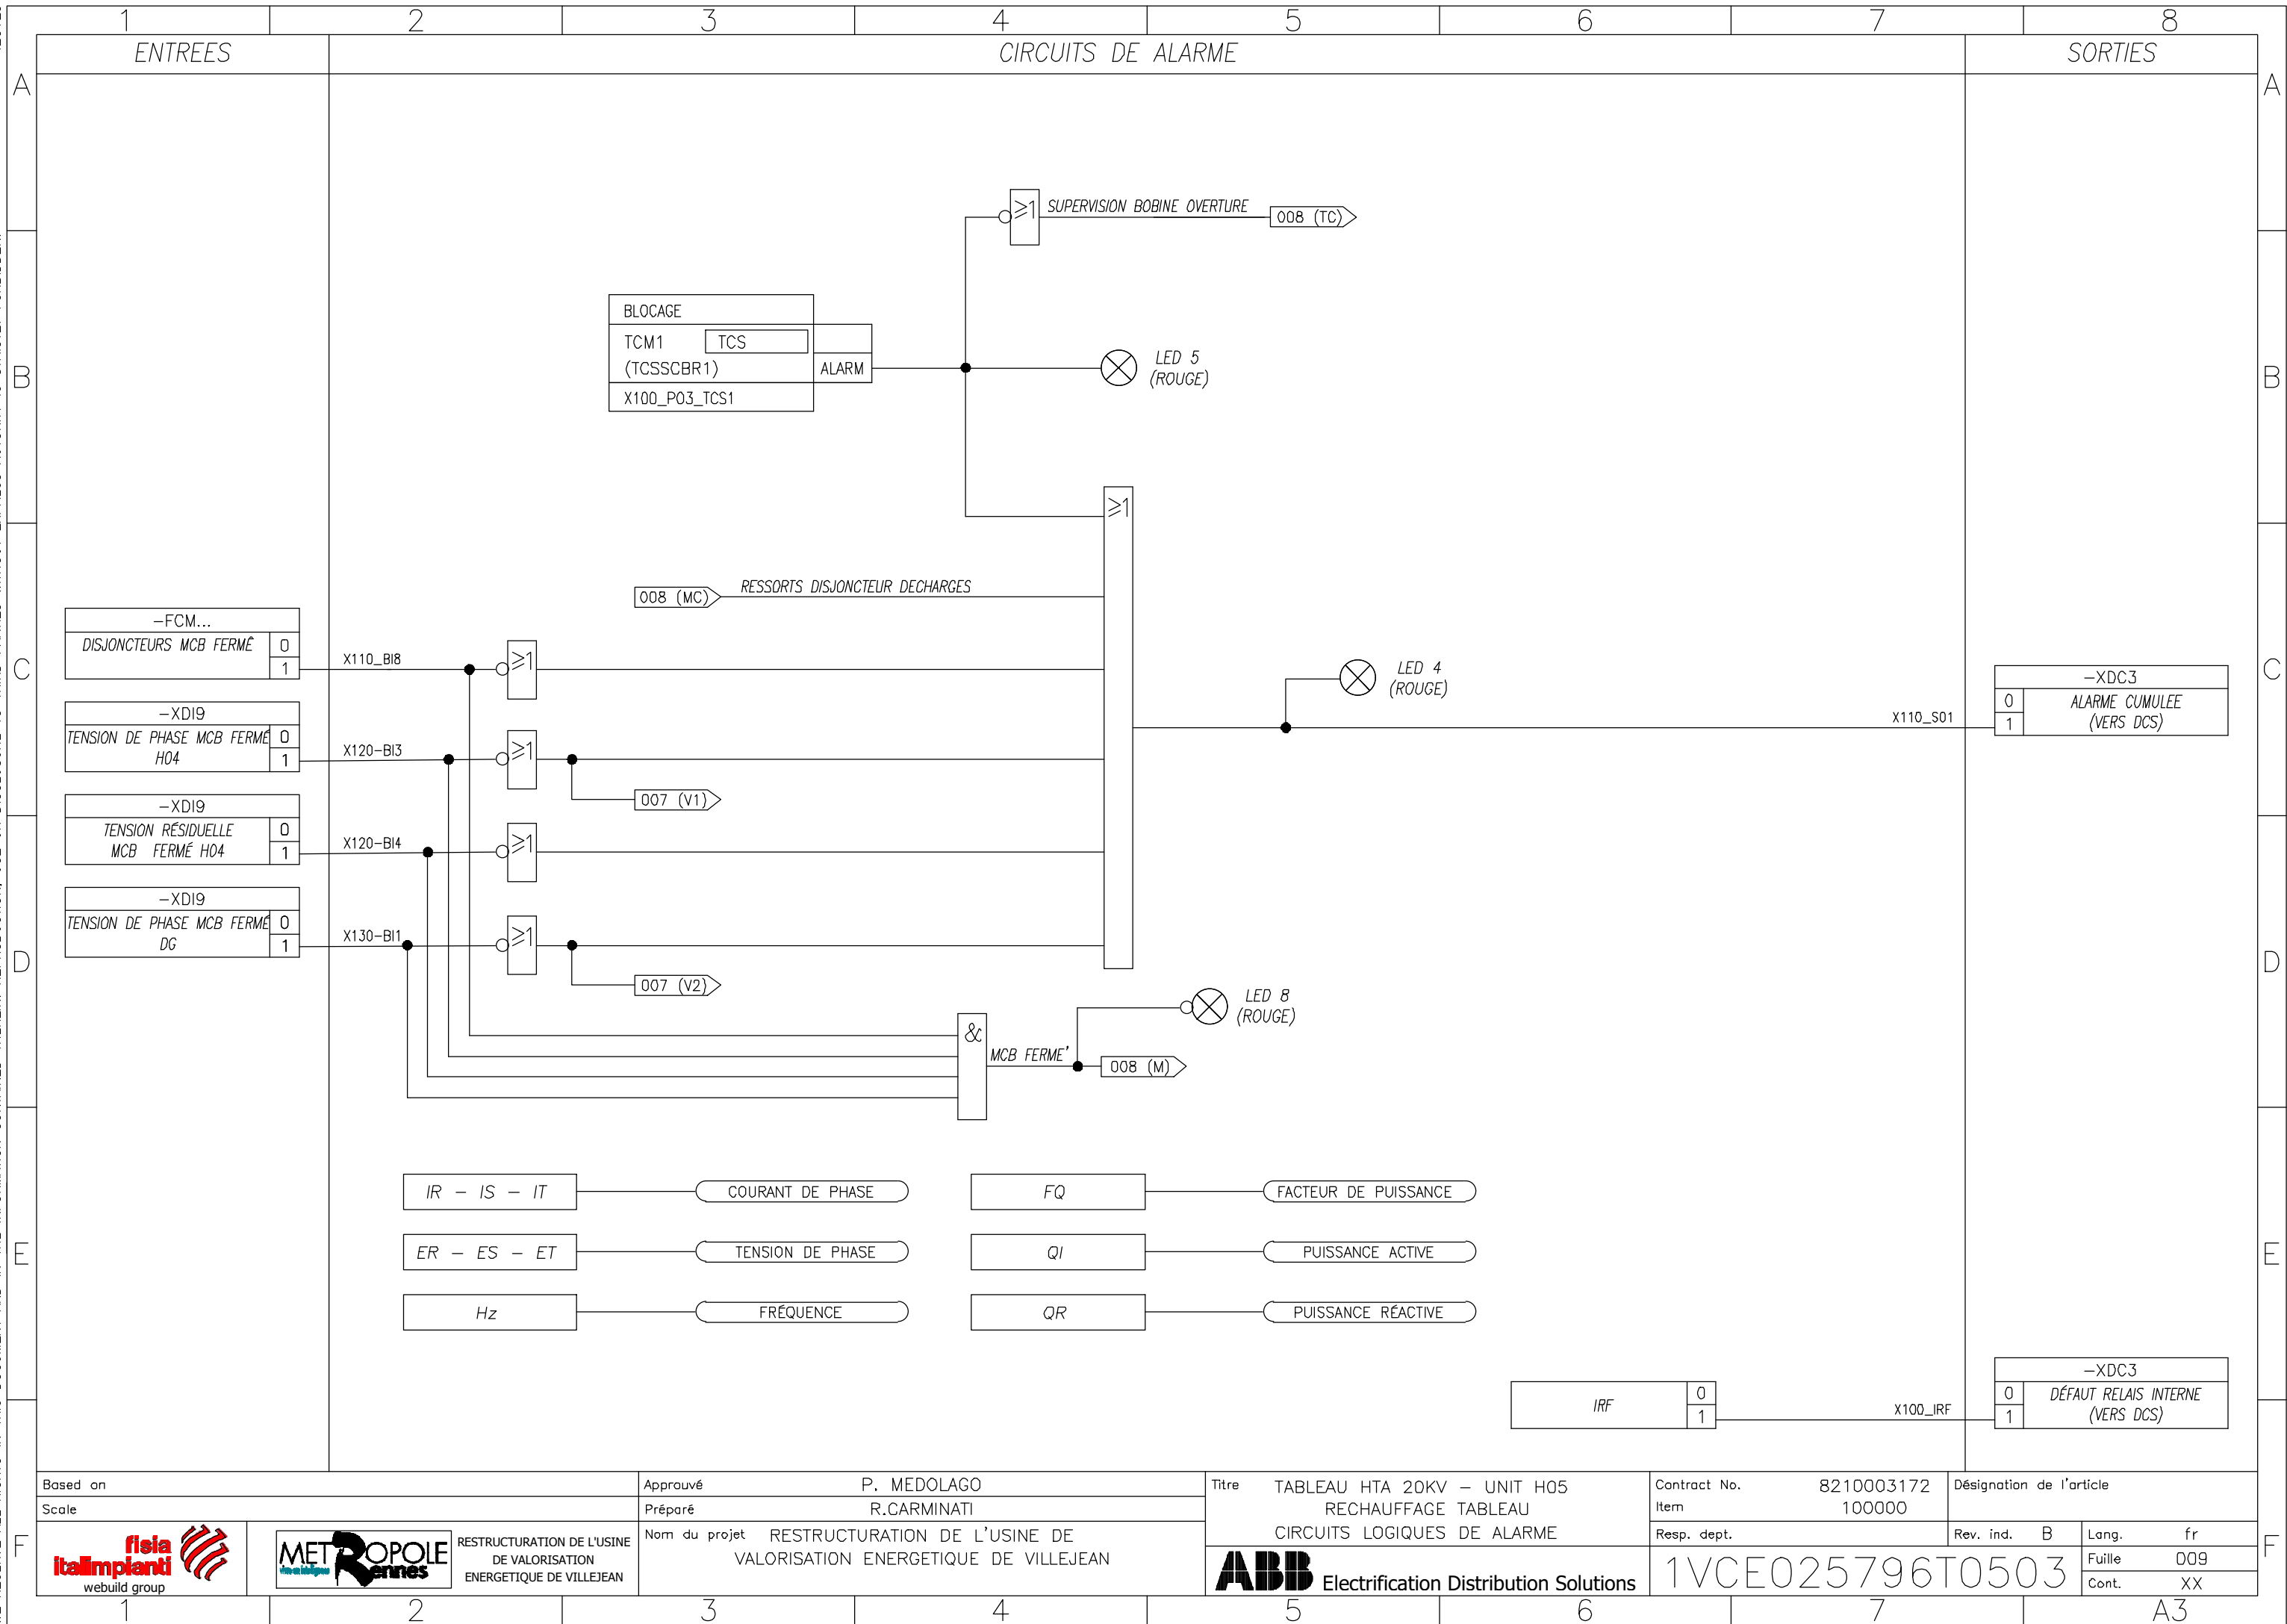 1 2 3 4 5 6 7 8
ENTREES
CIRCUITS DE ALARME
SORTIES
A
A
≥1
SUPERVISION BOBINE OVERTURE
008 (TC)
BLOCAGE
TCM1
TCS
(TCSSCBR1)
ALARM
X100_PO3_TCS1
LED 5
(ROUGE)
B
B
≥1
008 (MC)
RESSORTS DISJONCTEUR DECHARGES
-FCM...
DISJONCTEURS MCB FERMÉ
0
1
X110_BI8
≥1
C
C
LED 4
(ROUGE)
-XDI9
TENSION DE PHASE MCB FERMÉ
H04
0
1
X120-BI3
≥1
007 (V1)
X110_SO1
-XDC3
0
1
ALARME CUMULEE
(VERS DCS)
-XDI9
TENSION RÉSIDUELLE
MCB FERMÉ H04
0
1
X120-BI4
≥1
-XDI9
TENSION DE PHASE MCB FERMÉ
DG
0
1
X130-BI1
≥1
007 (V2)
D
D
LED 8
(ROUGE)
&
MCB FERME'
008 (M)
IR - IS - IT
COURANT DE PHASE
FQ
FACTEUR DE PUISSANCE
ER - ES - ET
TENSION DE PHASE
QI
PUISSANCE ACTIVE
E
E
Hz
FRÉQUENCE
QR
PUISSANCE RÉACTIVE
IRF
0
1
X100_IRF
-XDC3
0
1
DÉFAUT RELAIS INTERNE
(VERS DCS)
Based on
Scale
Approuvé
P. MEDOLAGO
Préparé
R.CARMINATI
Nom du projet
RESTRUCTURATION DE L'USINE DE
VALORISATION ENERGETIQUE DE VILLEJEAN
Titre
TABLEAU HTA 20KV - UNIT H05
RECHAUFFAGE TABLEAU
CIRCUITS LOGIQUES DE ALARME
Contract No.
8210003172
Item
100000
Désignation de l'article
Resp. dept.
Rev. ind. B
Lang. fr
Fuille 009
Cont. XX
1VCE025796T0503
F
F
fisia
italimpianti
webuild group
METROPOLE
Rennes
RESTRUCTURATION DE L'USINE
DE VALORISATION
ENERGETIQUE DE VILLEJEAN
ABB Electrification Distribution Solutions
1 2 3 4 5 6 7 A3